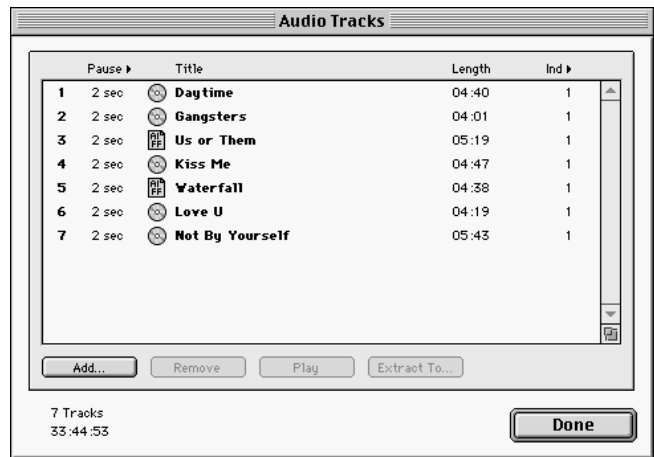 Audio Tracks
Pause Title Length Ind
1 2 sec Daytime 04:40 1
2 2 sec Gangsters 04:01 1
3 2 sec AIFF Us or Them 05:19 1
4 2 sec Kiss Me 04:47 1
5 2 sec AIFF Waterfall 04:38 1
6 2 sec Love U 04:19 1
7 2 sec Not By Yourself 05:43 1
Add... Remove Play Extract To...
7 Tracks
33:44:53
Done